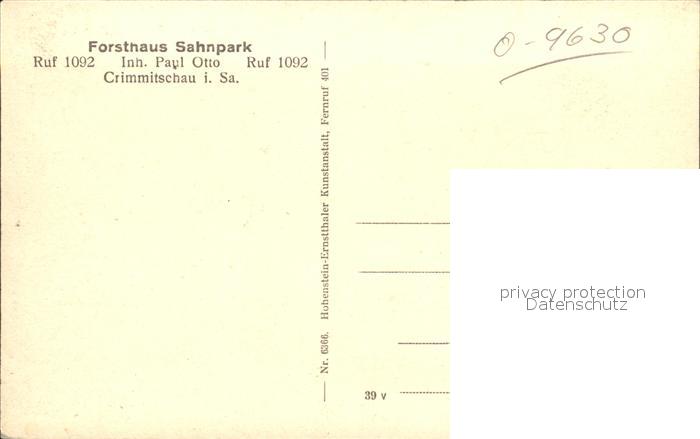 Forsthaus Sahnpark
Ruf 1092 Inh. Paul Otto Ruf 1092
Crimmitschau i. Sa.
O-9630
Nr. 6366. Hohenstein-Ernstthaler Kunstanstalt, Fernruf 401
39 v
privacy protection
Datenschutz